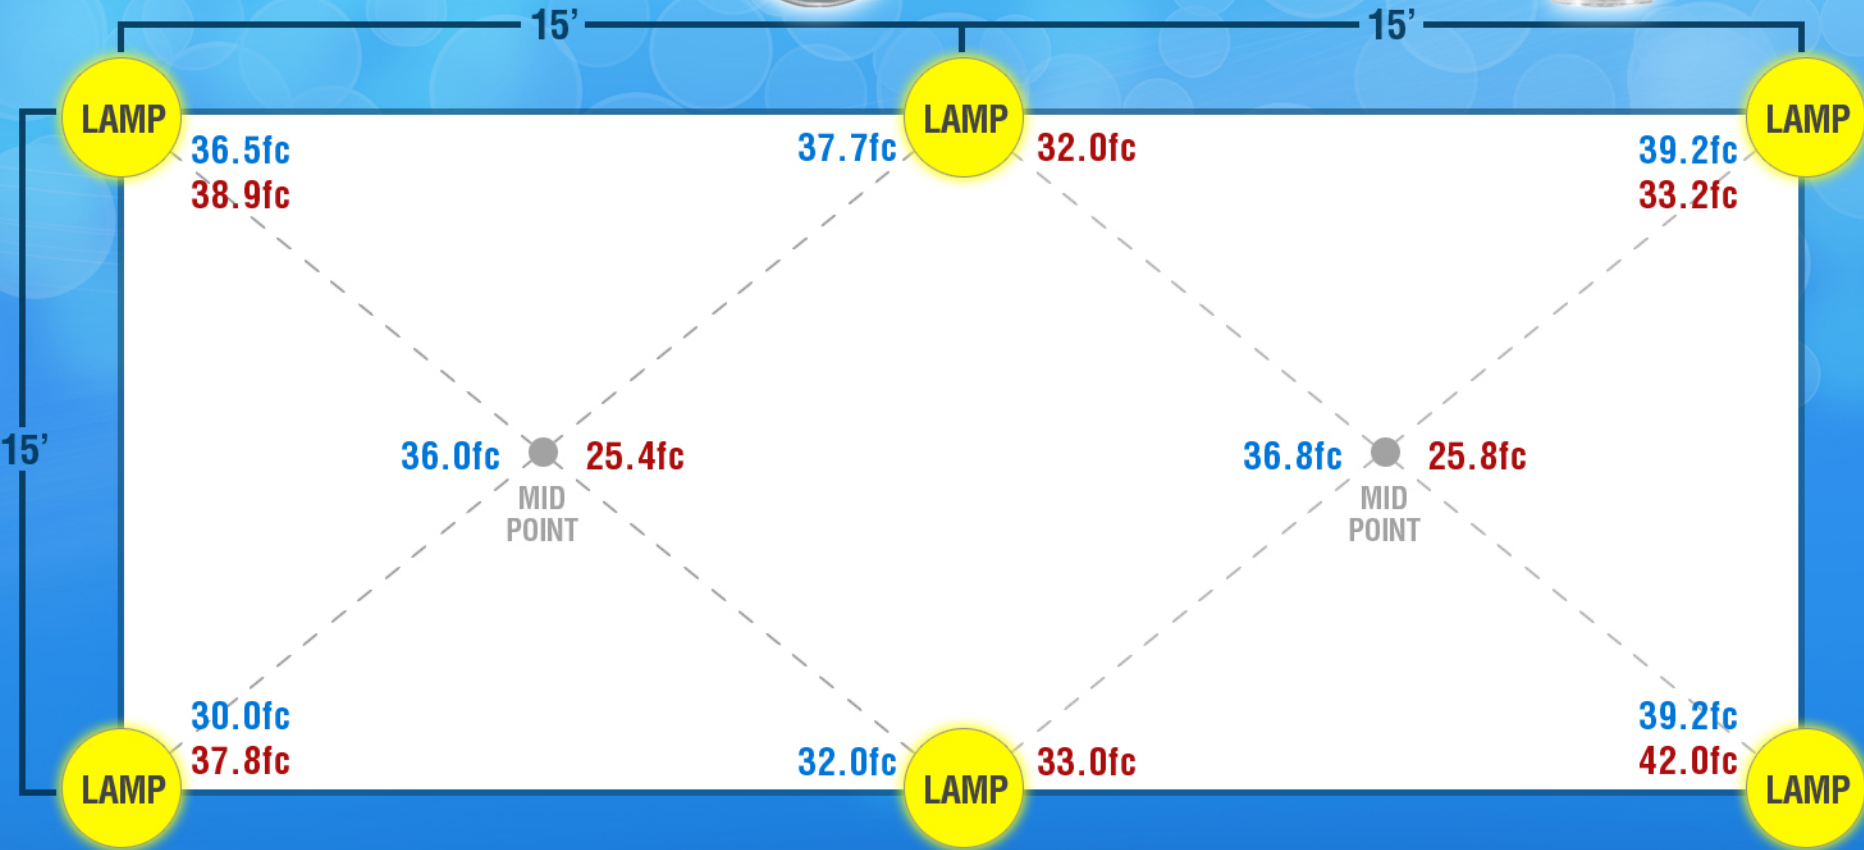 15’ 15’
LAMP LAMP LAMP
36.5fc 37.7fc 32.0fc 39.2fc
38.9fc 33.2fc
15’ 36.0fc 25.4fc 36.8fc 25.8fc
MID MID
POINT POINT
30.0fc 39.2fc
37.8fc 32.0fc 33.0fc 42.0fc
LAMP LAMP LAMP